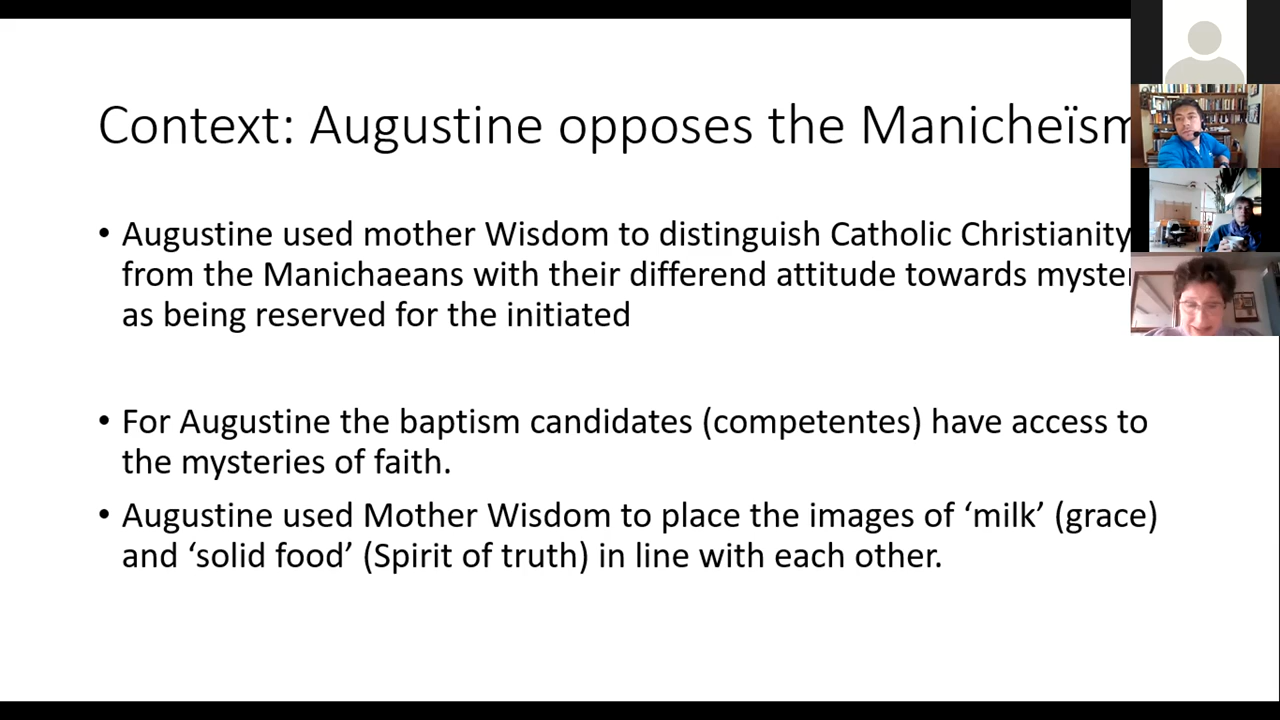 Context: Augustine opposes the Manicheïsm
• Augustine used mother Wisdom to distinguish Catholic Christianity
from the Manichaeans with their differend attitude towards
as being reserved for the initiated
• For Augustine the baptism candidates (competentes) have access to
the mysteries of faith.
• Augustine used Mother Wisdom to place the images of ‘milk’ (grace)
and ‘solid food’ (Spirit of truth) in line with each other.